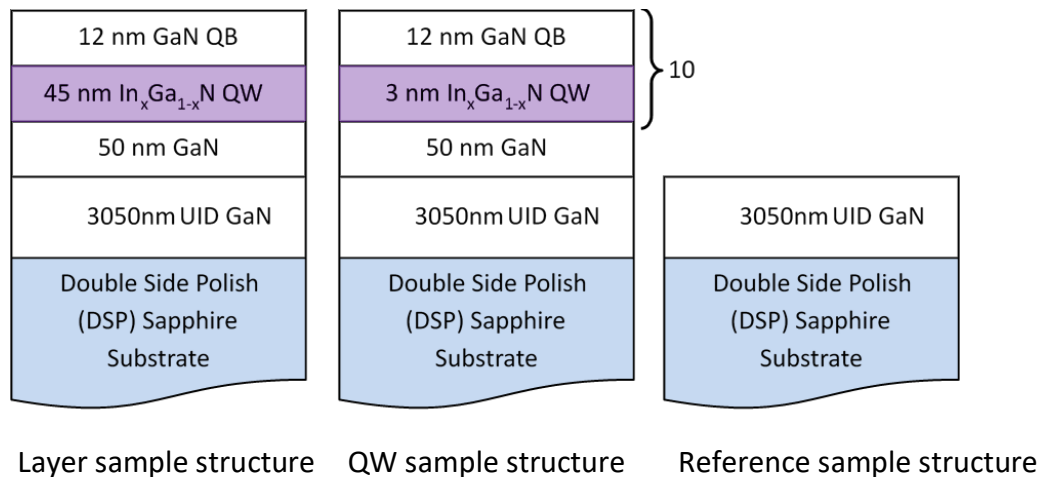 12 nm GaN QB
45 nm InₓGa₁₋ₓN QW
50 nm GaN
3050nm UID GaN
Double Side Polish
(DSP) Sapphire
Substrate
Layer sample structure
12 nm GaN QB
3 nm InₓGa₁₋ₓN QW
10
50 nm GaN
3050nm UID GaN
Double Side Polish
(DSP) Sapphire
Substrate
QW sample structure
3050nm UID GaN
Double Side Polish
(DSP) Sapphire
Substrate
Reference sample structure